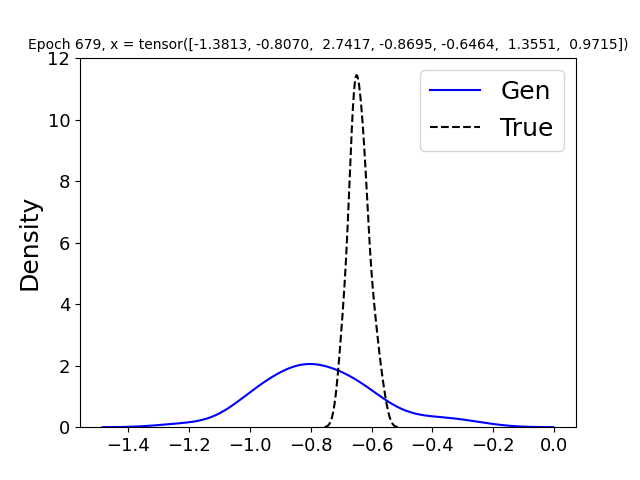 Epoch 679, x = tensor([-1.3813, -0.8070,  2.7417, -0.8695, -0.6464,  1.3551,  0.9715])
12
10
8
6
4
2
0
Density
Gen
True
−1.4 −1.2 −1.0 −0.8 −0.6 −0.4 −0.2 0.0